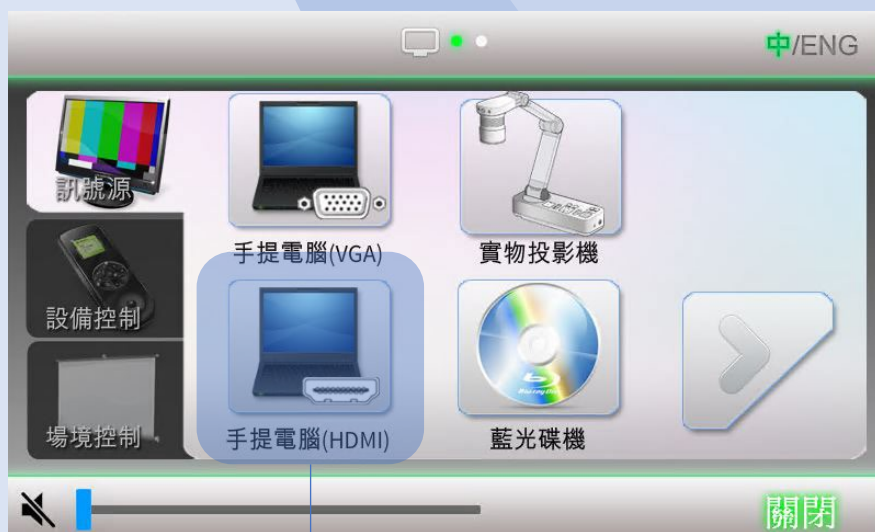 中/ENG
訊號源
手提電腦(VGA)
實物投影機
設備控制
場境控制
手提電腦(HDMI)
藍光碟機
關閉